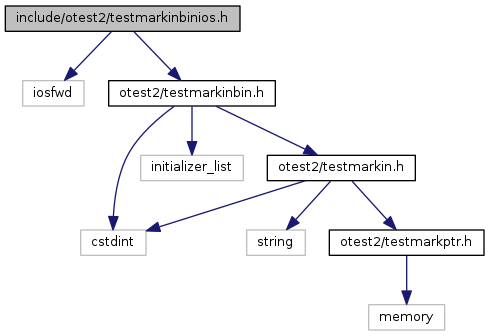 include/otest2/testmarkinbinios.h
iosfwd
otest2/testmarkinbin.h
initializer_list
otest2/testmarkin.h
cstdint
string
otest2/testmarkptr.h
memory